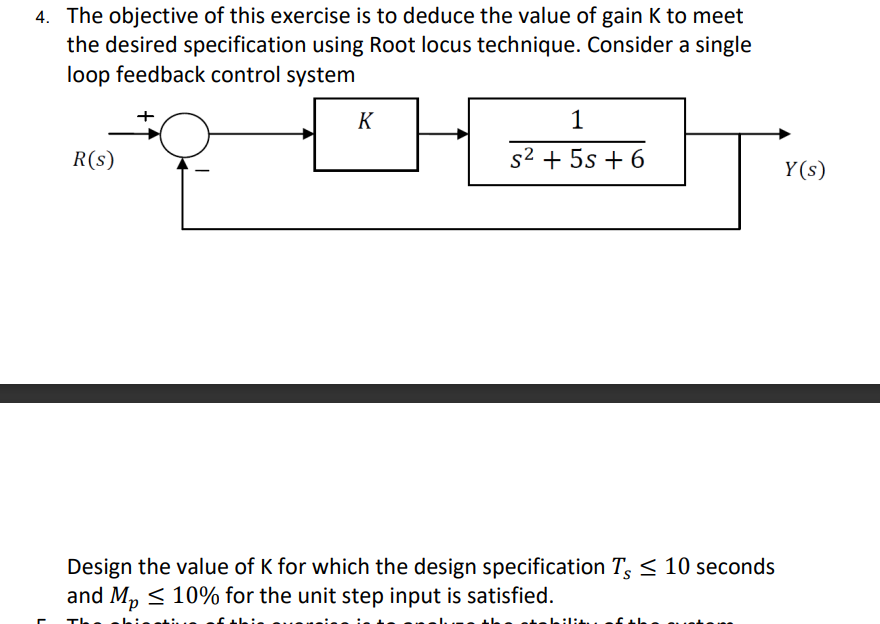 4. The objective of this exercise is to deduce the value of gain K to meet
the desired specification using Root locus technique. Consider a single
loop feedback control system
+
K
1
s² + 5s + 6
R(s)
−
Y(s)
Design the value of K for which the design specification Tₛ ≤ 10 seconds
and Mₚ ≤ 10% for the unit step input is satisfied.